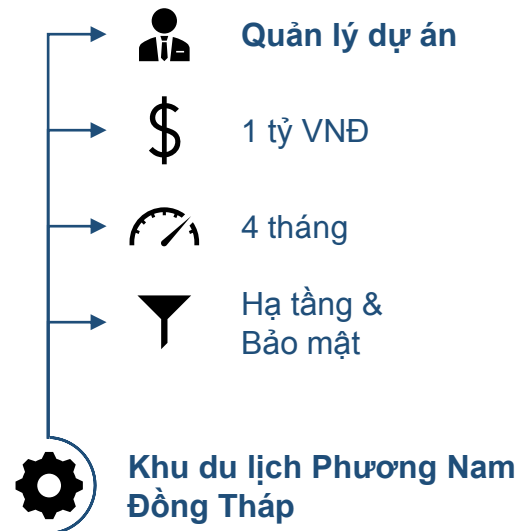 Quản lý dự án
1 tỷ VNĐ
4 tháng
Hạ tầng &
Bảo mật
Khu du lịch Phương Nam
Đồng Tháp